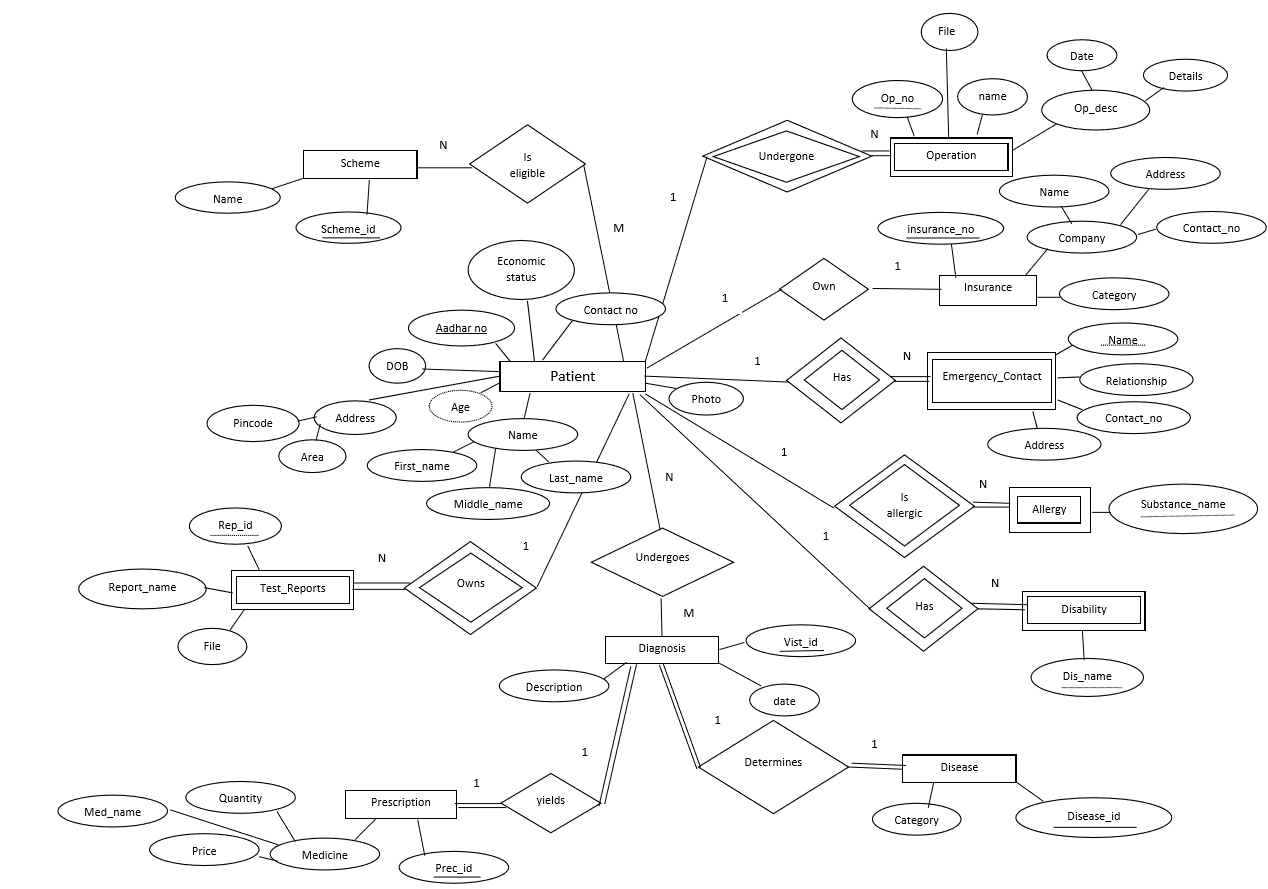 File
Date
Details
Op_no
name
Op_desc
N
N
Is
eligible
Undergone
Operation
Scheme
Name
Scheme_id
1
M
Name
Address
insurance_no
Company
Contact_no
Economic
status
1
Own
Insurance
1
Category
Contact no
Aadhar no
Name
DOB
1
Has
N
Emergency_Contact
Relationship
Patient
Photo
Age
Contact_no
Address
Pincode
Area
Name
Address
First_name
Last_name
Middle_name
N
1
Is
allergic
N
Allergy
Substance_name
Rep_id
N
1
Undergoes
1
Report_name
Test_Reports
Owns
File
Has
N
Disability
M
Dis_name
Diagnosis
Vist_id
Description
date
1
1
Determines
1
Disease
Category
Disease_id
1
yields
Prescription
Quantity
Med_name
Price
Medicine
Prec_id